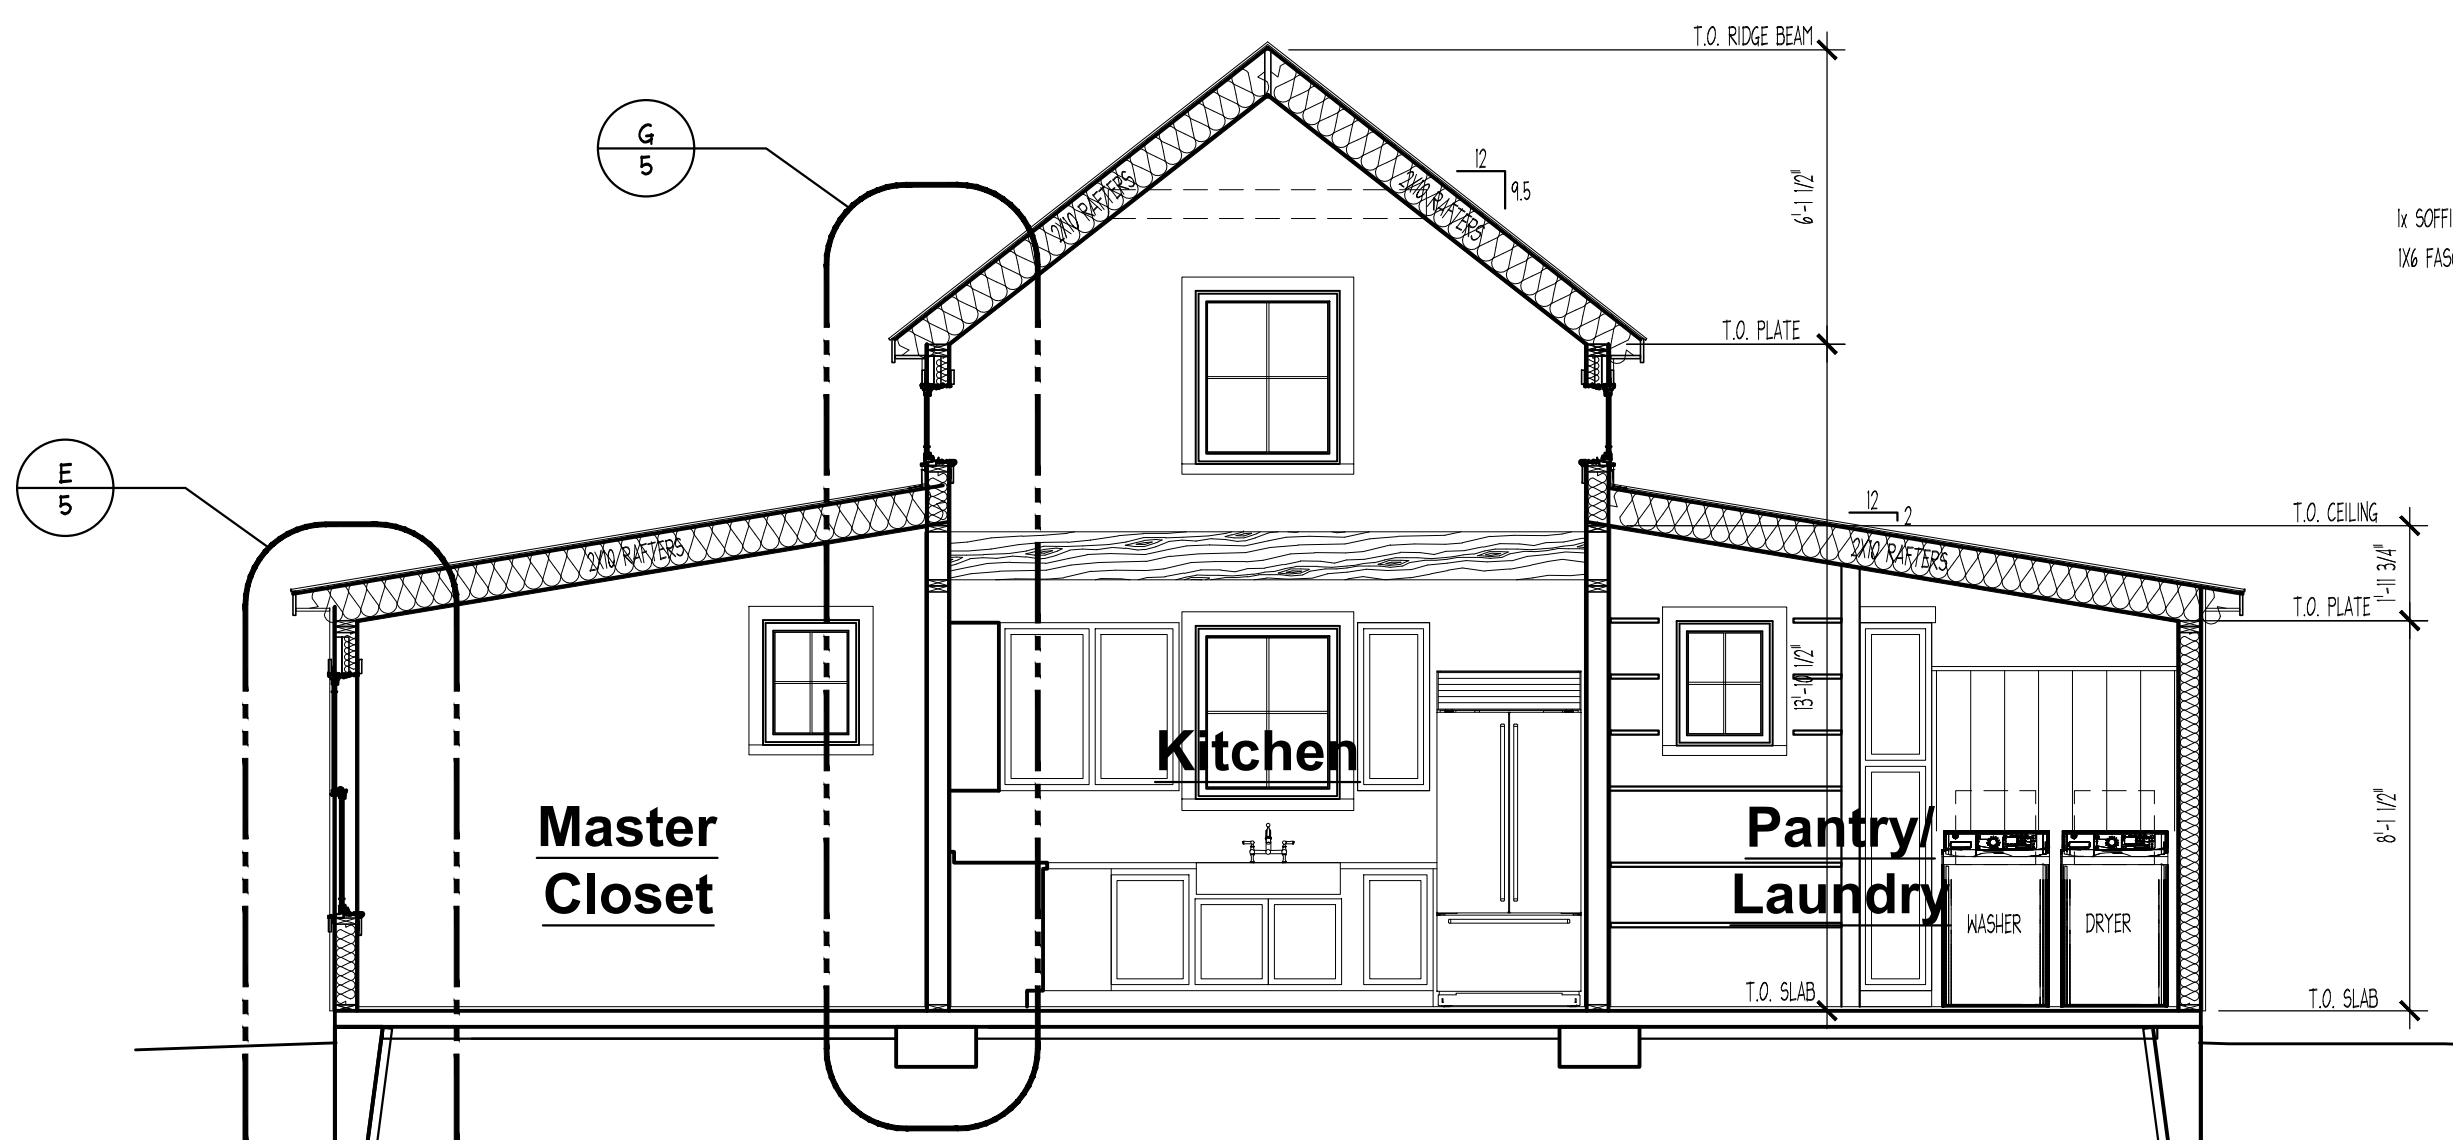 T.O. RIDGE BEAM
G
5
12
9.5
2X10 RAFTERS
2X10 RAFTERS
6'-1 1/2"
1x SOFFI
1X6 FAS
T.O. PLATE
E
5
12
2
T.O. CEILING
2X10 RAFTERS
2X10 RAFTERS
1'-11 3/4"
T.O. PLATE
13'-10 1/2"
Kitchen
Master
Closet
Pantry/
Laundry
8'-1 1/2"
WASHER
DRYER
T.O. SLAB
T.O. SLAB